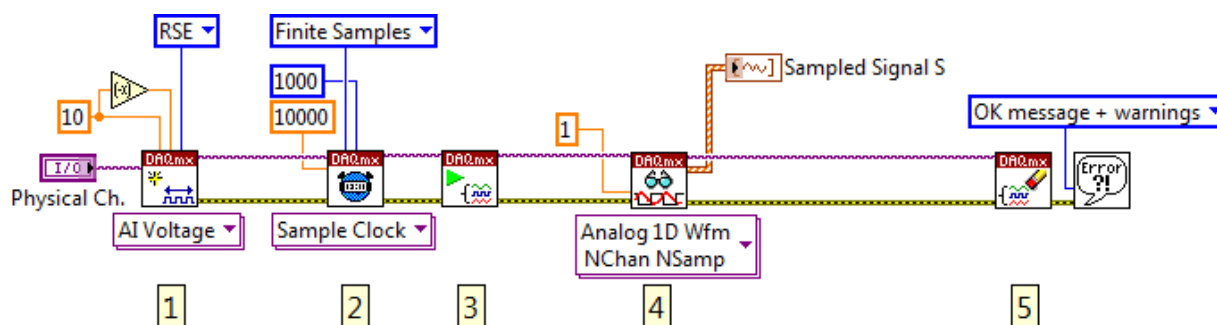 RSE
Finite Samples
1000
10000
(-x)
10
I/O
Physical Ch.
DAQmx
AI Voltage
DAQmx
Sample Clock
DAQmx
1
DAQmx
Analog 1D Wfm
NChan NSamp
Sampled Signal S
OK message + warnings
DAQmx
Error
?!
1
2
3
4
5